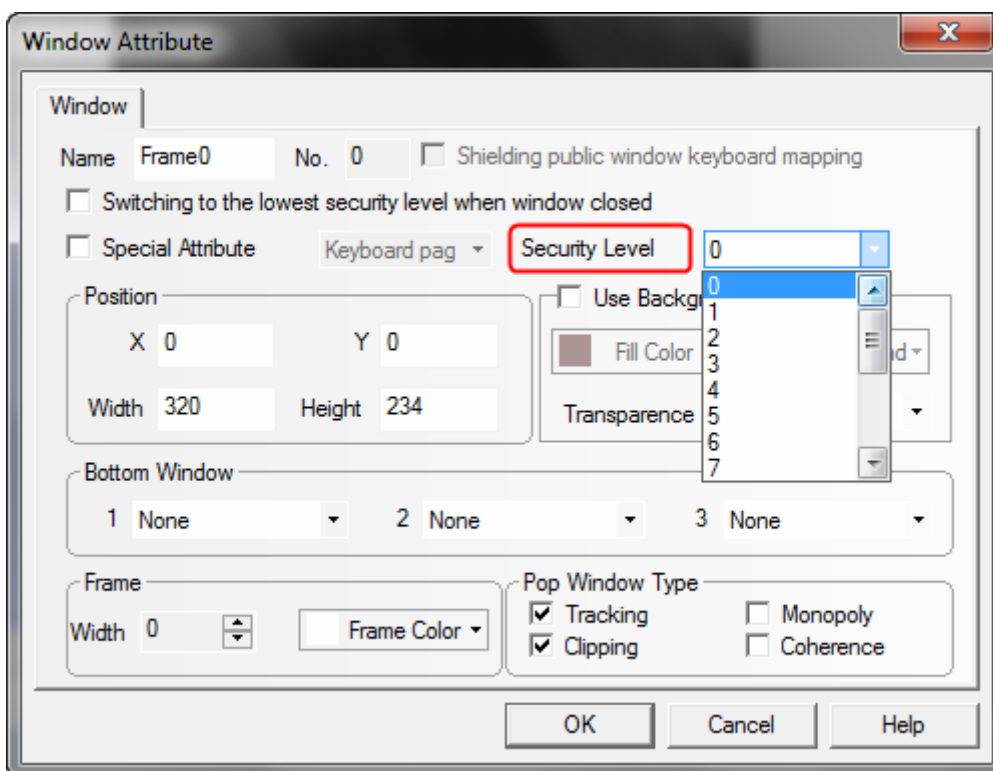 Window Attribute
Window
Name Frame0 No. 0 Shielding public window keyboard mapping
Switching to the lowest security level when window closed
Special Attribute Keyboard pag Security Level 0
0
1
2
3
4
5
6
7
Position
X 0 Y 0
Width 320 Height 234
Use Backg
Fill Color
Transparence
Bottom Window
1 None 2 None 3 None
Frame
Width 0 Frame Color
Pop Window Type
Tracking Monopoly
Clipping Coherence
OK Cancel Help